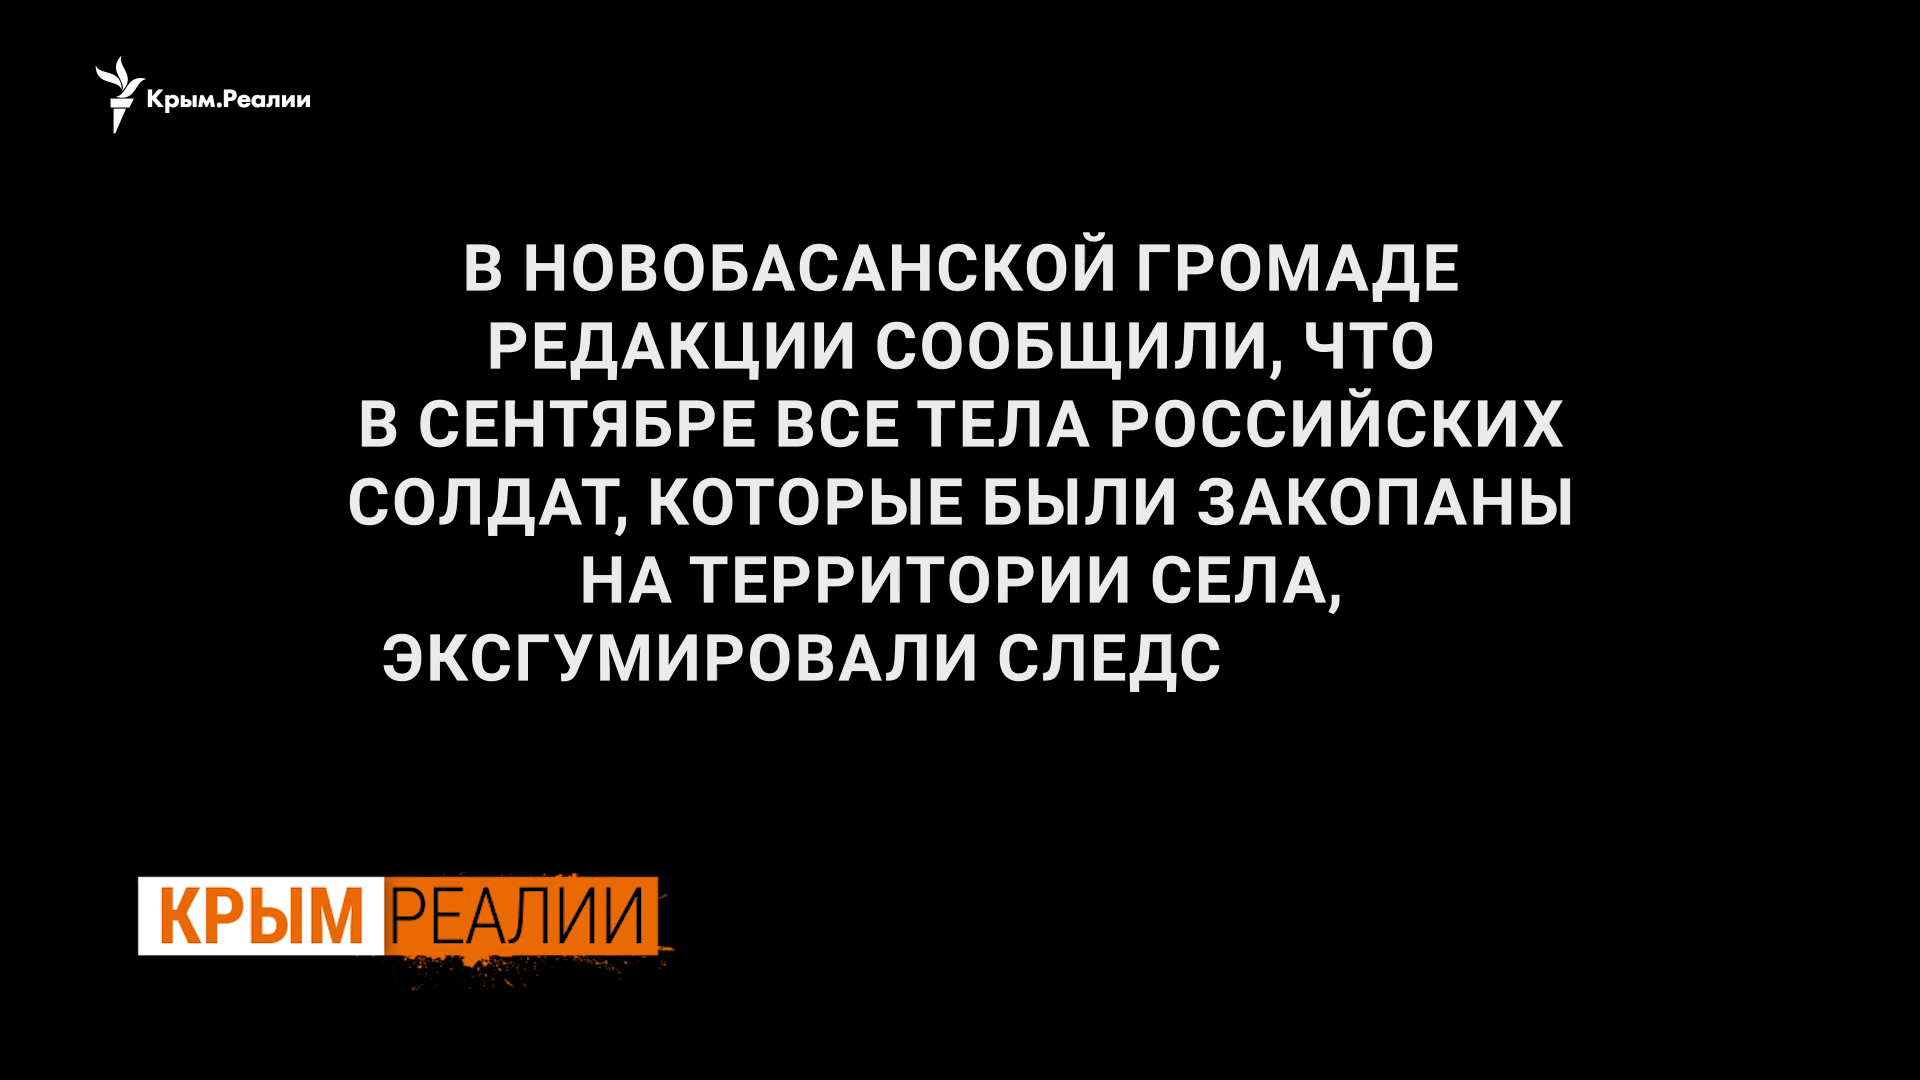 Крым.Реалии
В НОВОБАСАНСКОЙ ГРОМАДЕ
РЕДАКЦИИ СООБЩИЛИ, ЧТО
В СЕНТЯБРЕ ВСЕ ТЕЛА РОССИЙСКИХ
СОЛДАТ, КОТОРЫЕ БЫЛИ ЗАКОПАНЫ
НА ТЕРРИТОРИИ СЕЛА,
ЭКСГУМИРОВАЛИ СЛЕДС
КРЫМ РЕАЛИИ